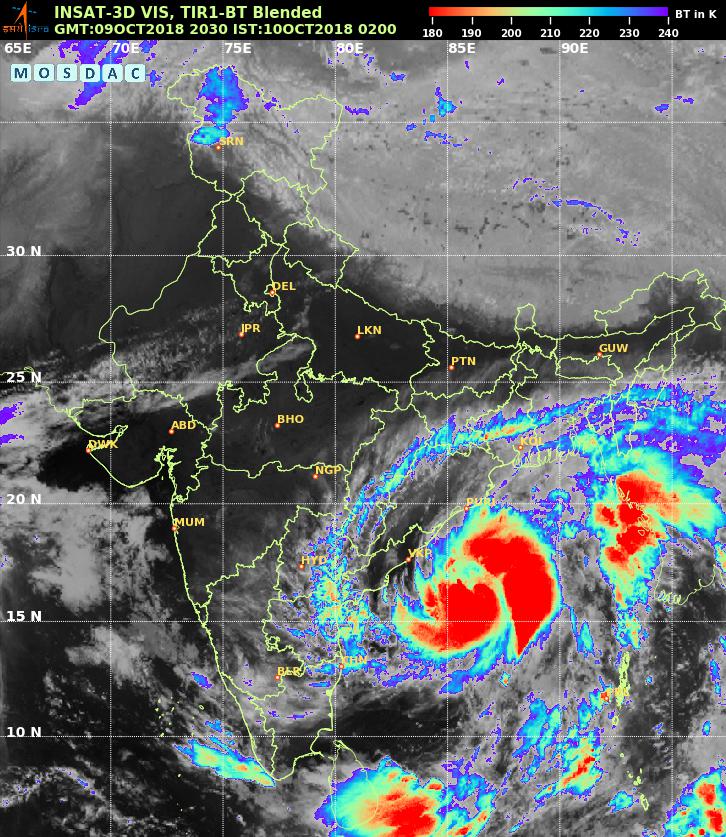 INSAT-3D VIS, TIR1-BT Blended
GMT:09OCT2018 2030 IST:10OCT2018 0200
BT in K
180 190 200 210 220 230 240
65E 70E 75E 80E 85E 90E
MOSDAC
SRN
30 N
DEL
JPR
LKN
GUW
PTN
25 N
ABD
BHO
DWK
KOL
NGP
20 N
MUM
VKP
HYD
15 N
BLR
10 N